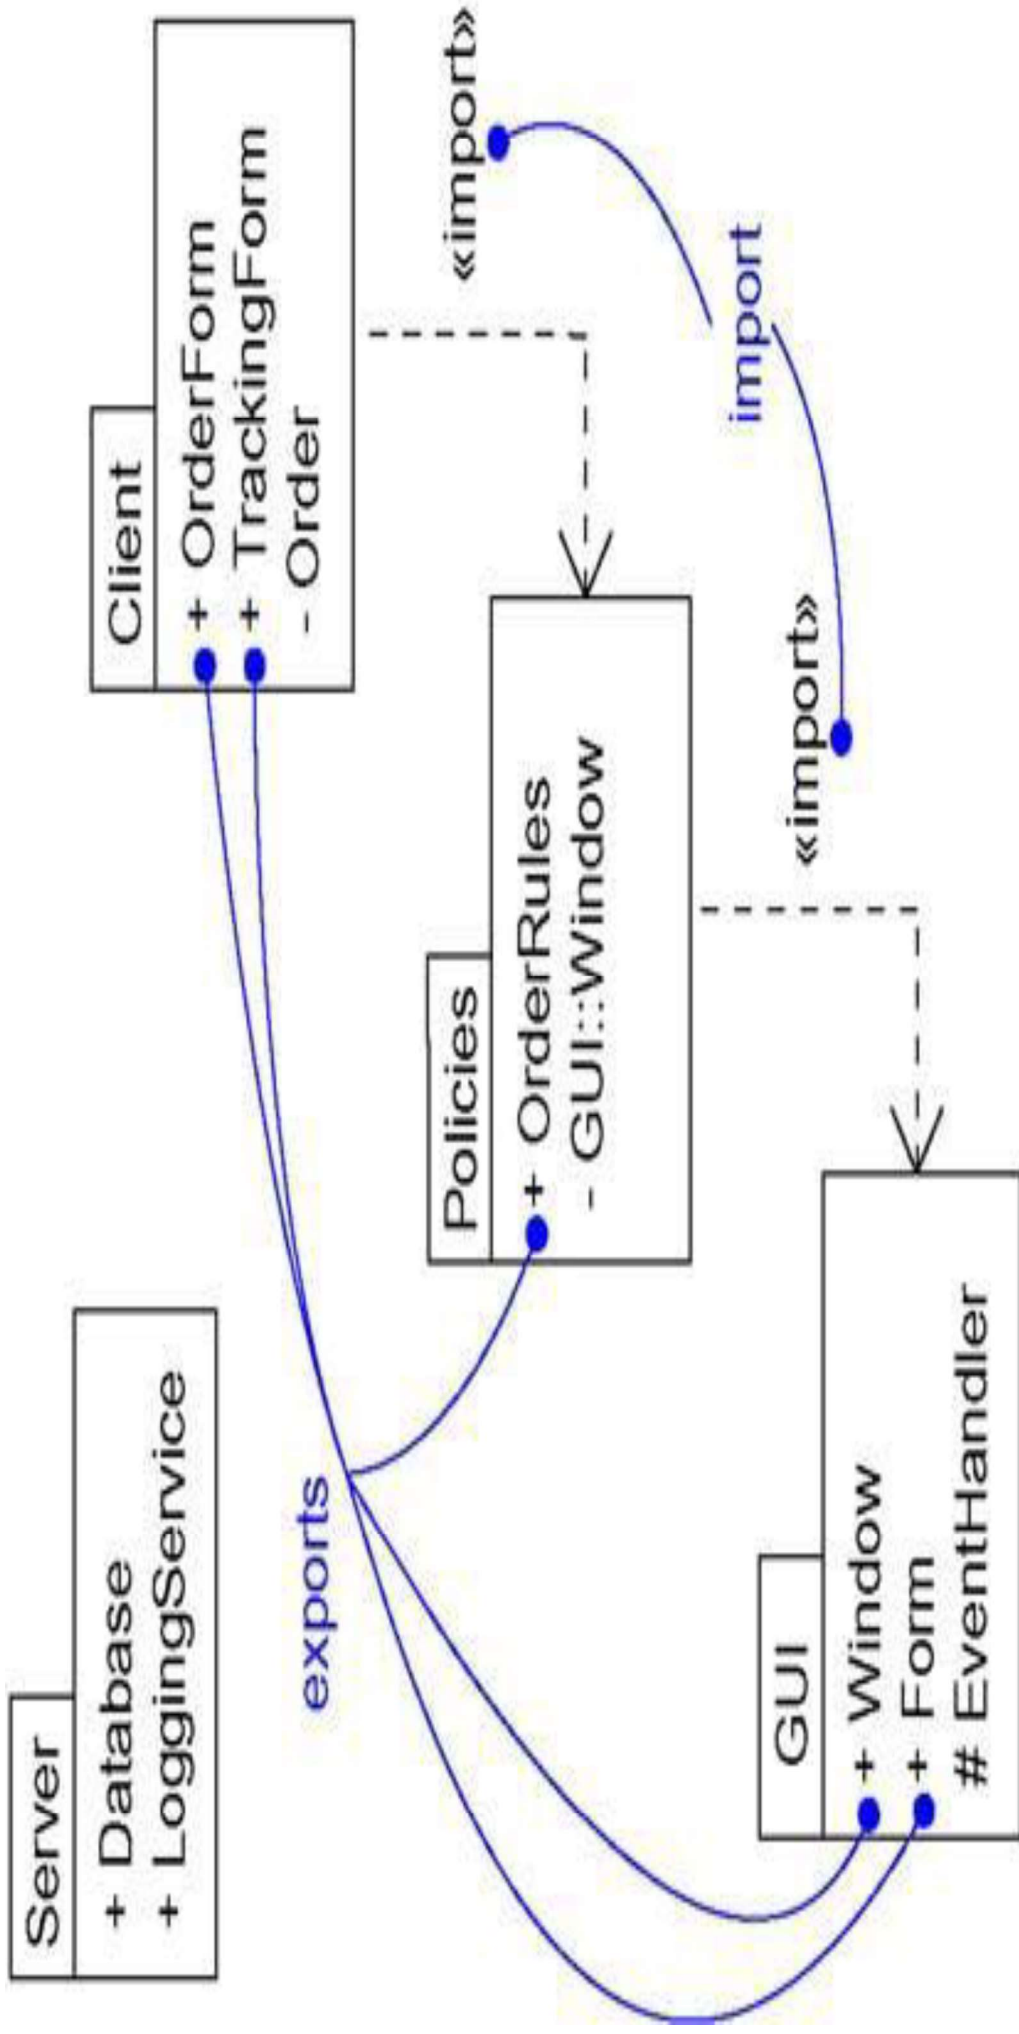 Server
+ Database
+ LoggingService
Client
+ OrderForm
+ TrackingForm
- Order
exports
Policies
+ OrderRules
- GUI::Window
«import»
import
GUI
+ Window
+ Form
# EventHandler
«import»